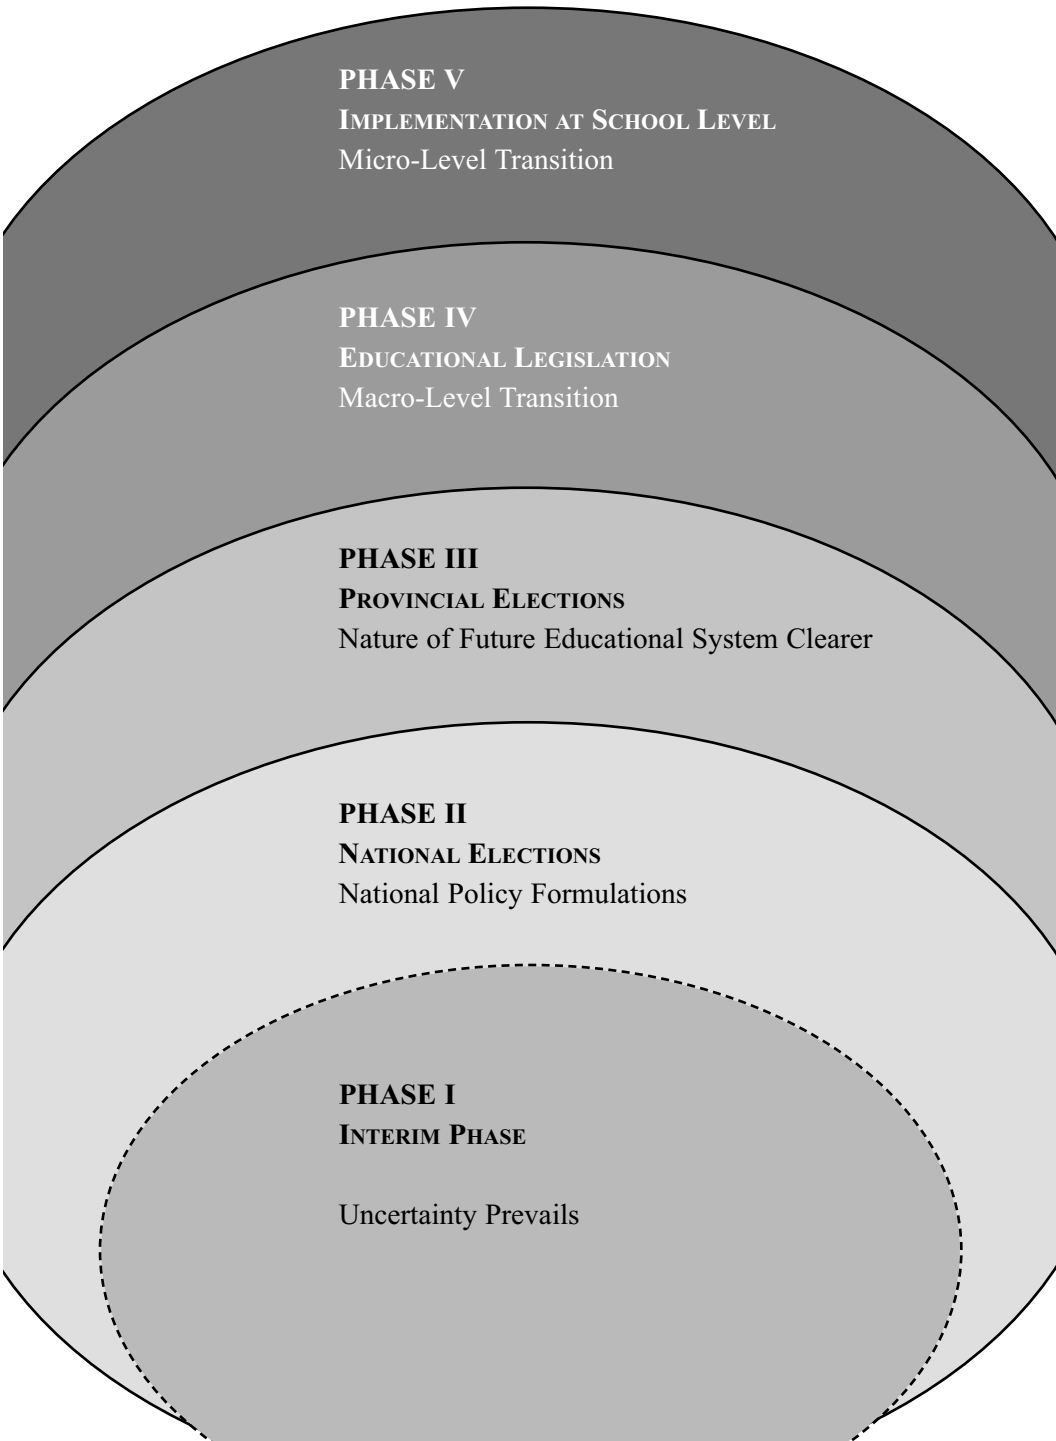 PHASE V
IMPLEMENTATION AT SCHOOL LEVEL
Micro-Level Transition
PHASE IV
EDUCATIONAL LEGISLATION
Macro-Level Transition
PHASE III
PROVINCIAL ELECTIONS
Nature of Future Educational System Clearer
PHASE II
NATIONAL ELECTIONS
National Policy Formulations
PHASE I
INTERIM PHASE
Uncertainty Prevails